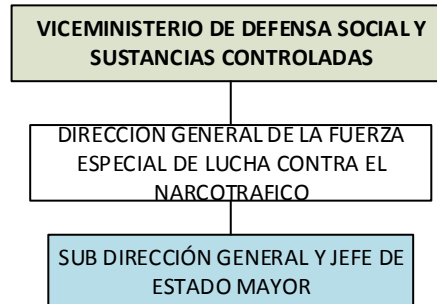 VICEMINISTERIO DE DEFENSA SOCIAL Y
SUSTANCIAS CONTROLADAS
DIRECCION GENERAL DE LA FUERZA
ESPECIAL DE LUCHA CONTRA EL
NARCOTRAFICO
SUB DIRECCIÓN GENERAL Y JEFE DE
ESTADO MAYOR